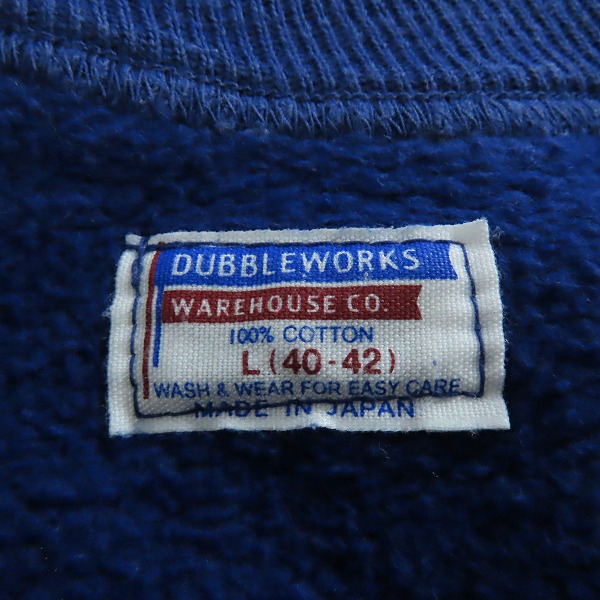 DUBBLEWORKS
WAREHOUSE CO.
100% COTTON
L (40-42)
WASH & WEAR FOR EASY CARE
MADE IN JAPAN